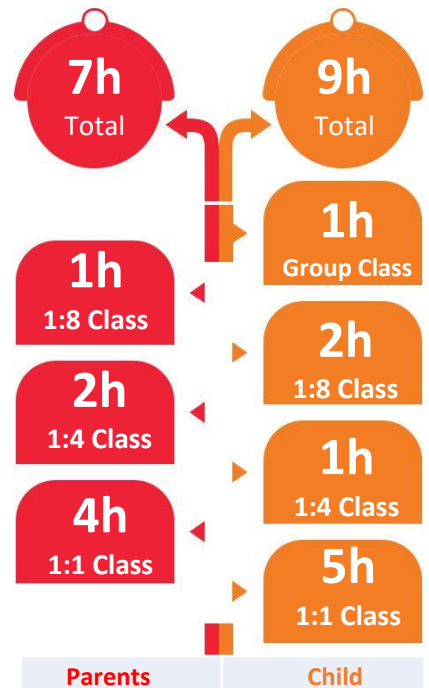 7h
Total
9h
Total
1h
Group Class
1h
1:8 Class
2h
1:8 Class
2h
1:4 Class
1h
1:4 Class
4h
1:1 Class
5h
1:1 Class
Parents
Child